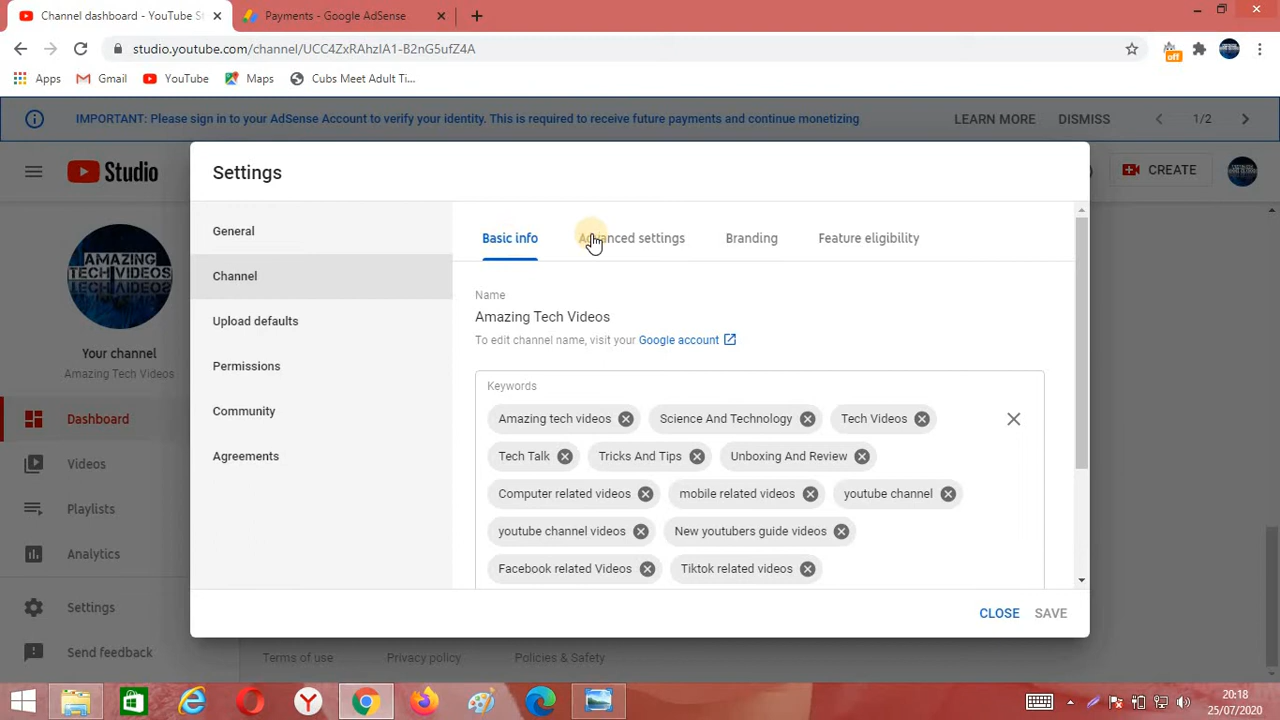 Channel dashboard - YouTube St
Payments - Google AdSense
studio.youtube.com/channel/UCC4ZxRAhzIA1-B2nG5ufZ4A
off
Apps Gmail YouTube Maps Cubs Meet Adult Ti...
IMPORTANT: Please sign in to your AdSense Account to verify your identity. This is required to receive future payments and continue monetizing
LEARN MORE DISMISS 1/2
Studio
CREATE
Settings
General
Channel
Upload defaults
Permissions
Community
Agreements
Basic info Advanced settings Branding Feature eligibility
Name
Amazing Tech Videos
To edit channel name, visit your Google account
Keywords
Amazing tech videos Science And Technology Tech Videos
Tech Talk Tricks And Tips Unboxing And Review
Computer related videos mobile related videos youtube channel
youtube channel videos New youtubers guide videos
Facebook related Videos Tiktok related videos
CLOSE SAVE
AMAZING
TECH VIDEOS
Your channel
Amazing Tech Videos
Dashboard
Videos
Playlists
Analytics
Settings
Send feedback
Terms of use Privacy policy Policies & Safety
20:18
25/07/2020